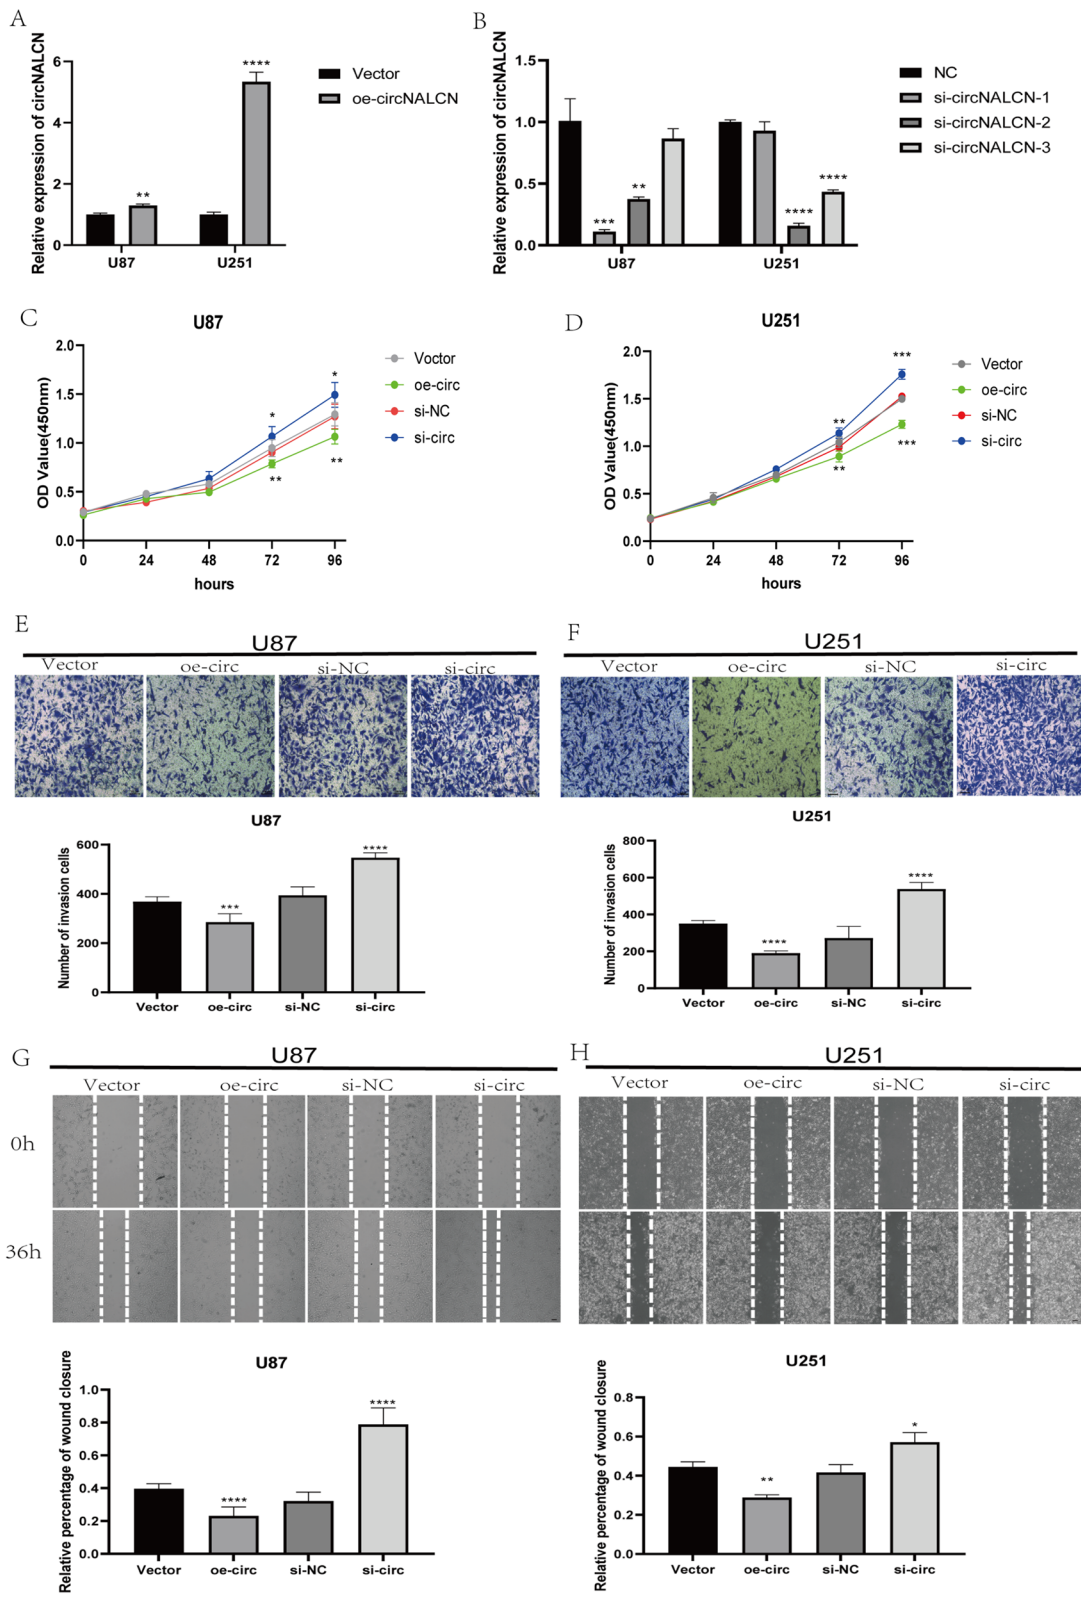 A
Relative expression of circNALCN
6
4
2
0
****
**
U87
U251
Vector
oe-circNALCN
B
Relative expression of circNALCN
1.5
1.0
0.5
0.0
***
**
****
****
U87
U251
NC
si-circNALCN-1
si-circNALCN-2
si-circNALCN-3
C
U87
OD Value(450nm)
2.0
1.5
1.0
0.5
0.0
*
*
**
**
0
24
48
72
96
hours
Voctor
oe-circ
si-NC
si-circ
D
U251
OD Value(450nm)
2.0
1.5
1.0
0.5
0.0
***
**
***
**
0
24
48
72
96
hours
Vector
oe-circ
si-NC
si-circ
E
U87
Vector
oe-circ
si-NC
si-circ
U87
Number of invasion cells
600
400
200
0
***
****
Vector
oe-circ
si-NC
si-circ
F
U251
Vector
oe-circ
si-NC
si-circ
U251
Number of invasion cells
800
600
400
200
0
****
****
Vector
oe-circ
si-NC
si-circ
G
U87
Vector
oe-circ
si-NC
si-circ
0h
36h
U87
Relative percentage of wound closure
1.0
0.8
0.6
0.4
0.2
0.0
****
****
Vector
oe-circ
si-NC
si-circ
H
U251
Vector
oe-circ
si-NC
si-circ
U251
Relative percentage of wound closure
0.8
0.6
0.4
0.2
0.0
**
*
Vector
oe-circ
si-NC
si-circ